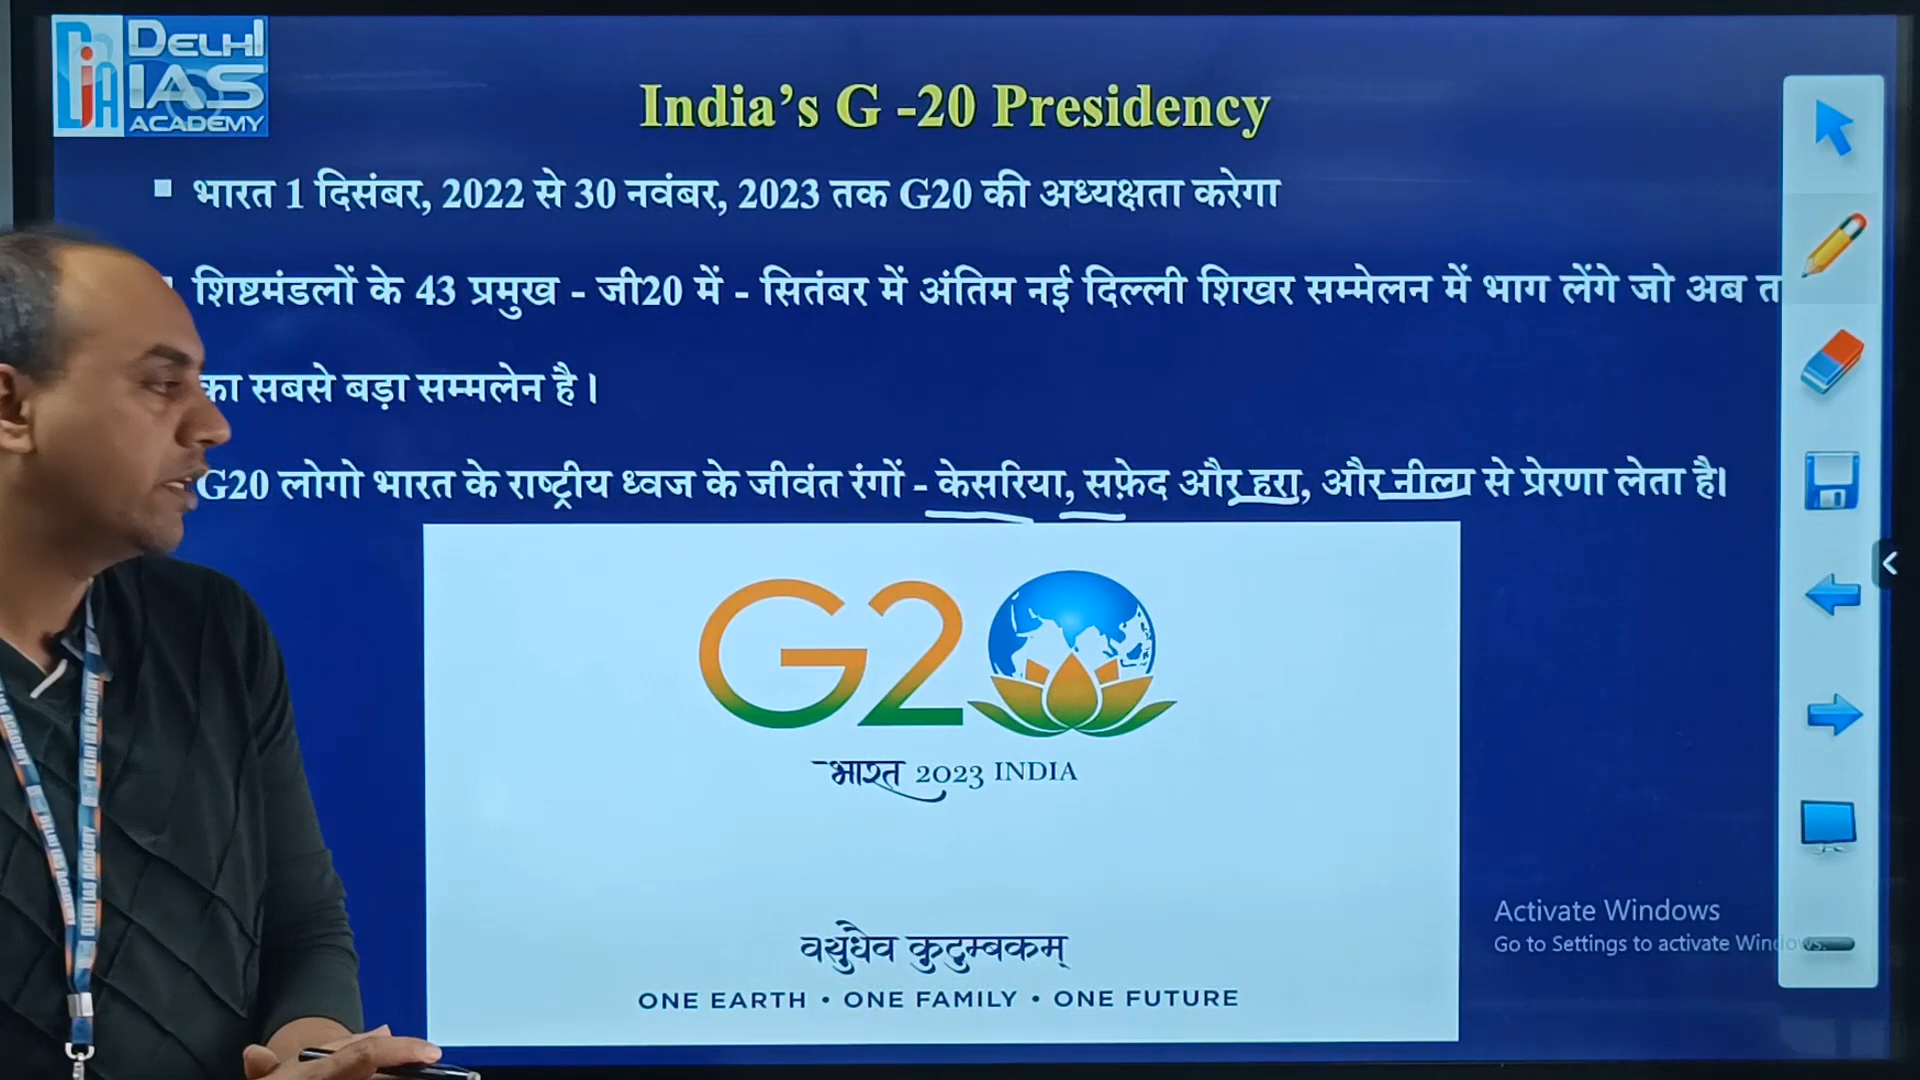 DELHI
IAS
ACADEMY
India's G -20 Presidency
▪ भारत 1 दिसंबर, 2022 से 30 नवंबर, 2023 तक G20 की अध्यक्षता करेगा
शिष्टमंडलों के 43 प्रमुख - जी20 में - सितंबर में अंतिम नई दिल्ली शिखर सम्मेलन में भाग लेंगे जो अब त
का सबसे बड़ा सम्मलेन है।
G20 लोगो भारत के राष्ट्रीय ध्वज के जीवंत रंगों - केसरिया, सफ़ेद और हरा, और नीला से प्रेरणा लेता है।
G20
भारत 2023 INDIA
वसुधैव कुटुम्बकम्
ONE EARTH • ONE FAMILY • ONE FUTURE
Activate Windows
Go to Settings to activate Windows.
DELHI IAS ACADEMY